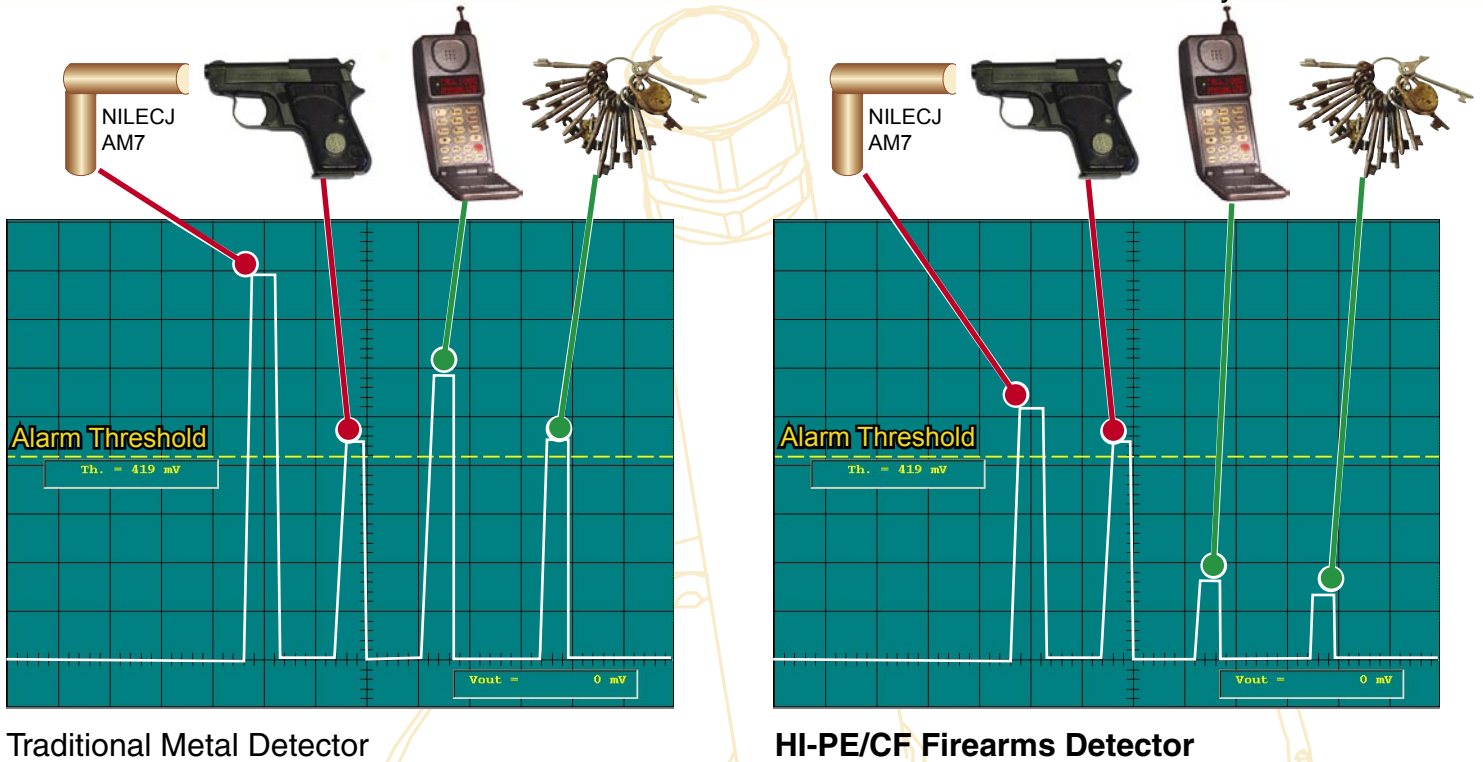 NILECJ
AM7
Alarm Threshold
Th. = 419 mV
Vout = 0 mV
Traditional Metal Detector
NILECJ
AM7
Alarm Threshold
Th. = 419 mV
Vout = 0 mV
HI-PE/CF Firearms Detector